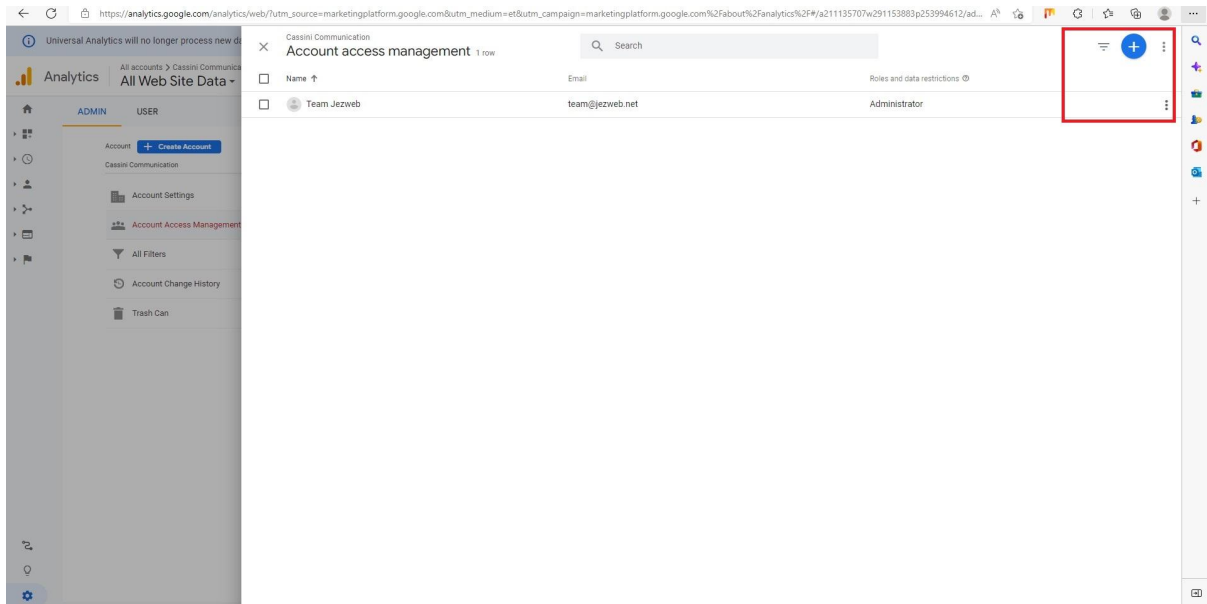 https://analytics.google.com/analytics/web/?utm_source=marketingplatform.google.com&utm_medium=et&utm_campaign=marketingplatform.google.com%2Fabout%2Fanalytics%2F#/a211135707w291153883p253994612/ad...
Universal Analytics will no longer process new da
Analytics
All accounts > Cassini Communica
All Web Site Data
ADMIN USER
Account + Create Account
Cassini Communication
Account Settings
Account Access Management
All Filters
Account Change History
Trash Can
Cassini Communication
Account access management 1 row
Search
Name Email Roles and data restrictions
Team Jezweb team@jezweb.net Administrator